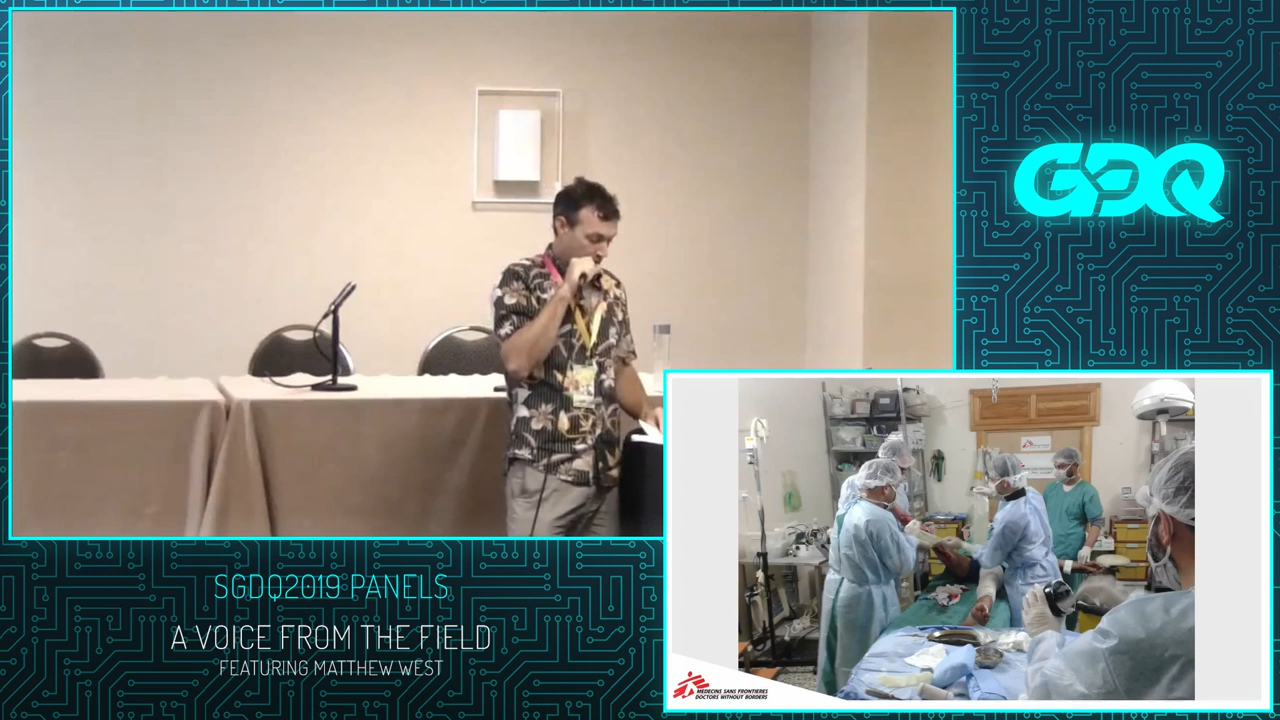 GDQ
SGDQ2019 PANELS
A VOICE FROM THE FIELD
FEATURING MATTHEW WEST
MEDECINS SANS FRONTIERES
DOCTORS WITHOUT BORDERS